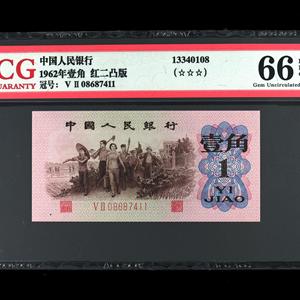 CG
GUARANTY
中国人民银行
1962年壹角 红二凸版
冠号: V II 08687411
13340108
(☆☆☆)
66
Gem Uncirculated
中國人民銀行
壹角
1
YI
JIAO
V II 08687411